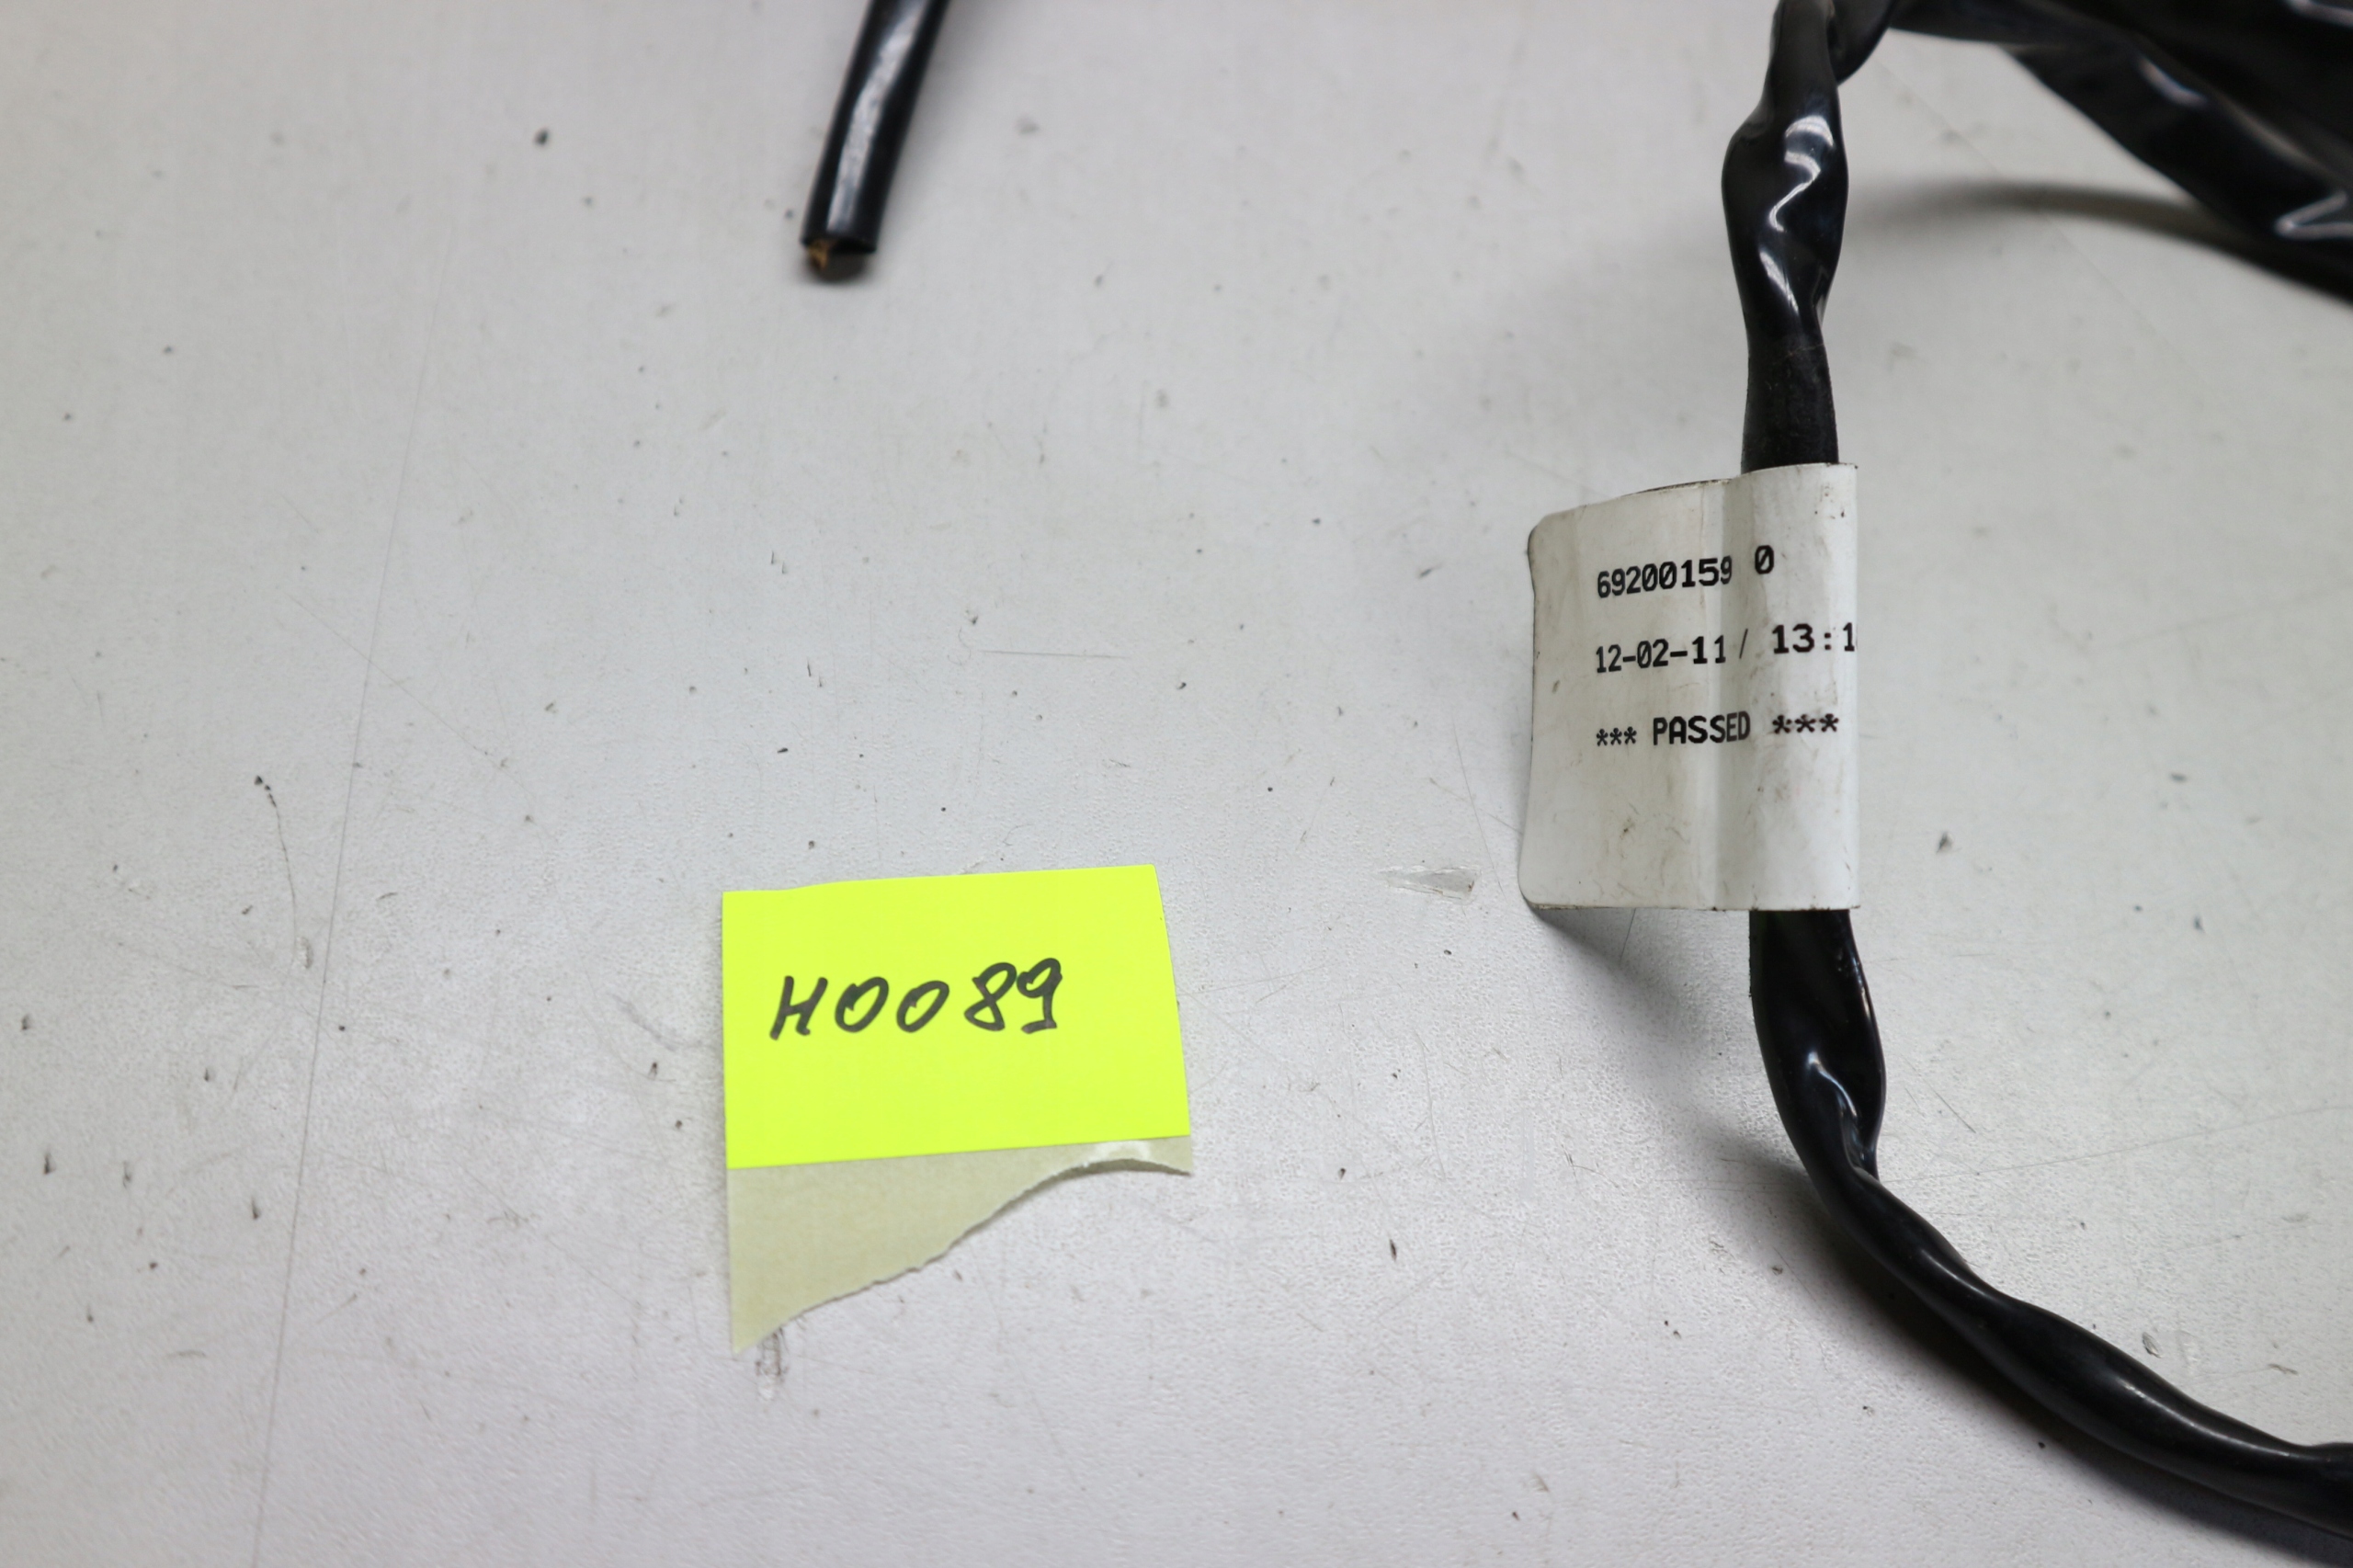 69200159 0
12-02-11 / 13:1
*** PASSED ***
H0089